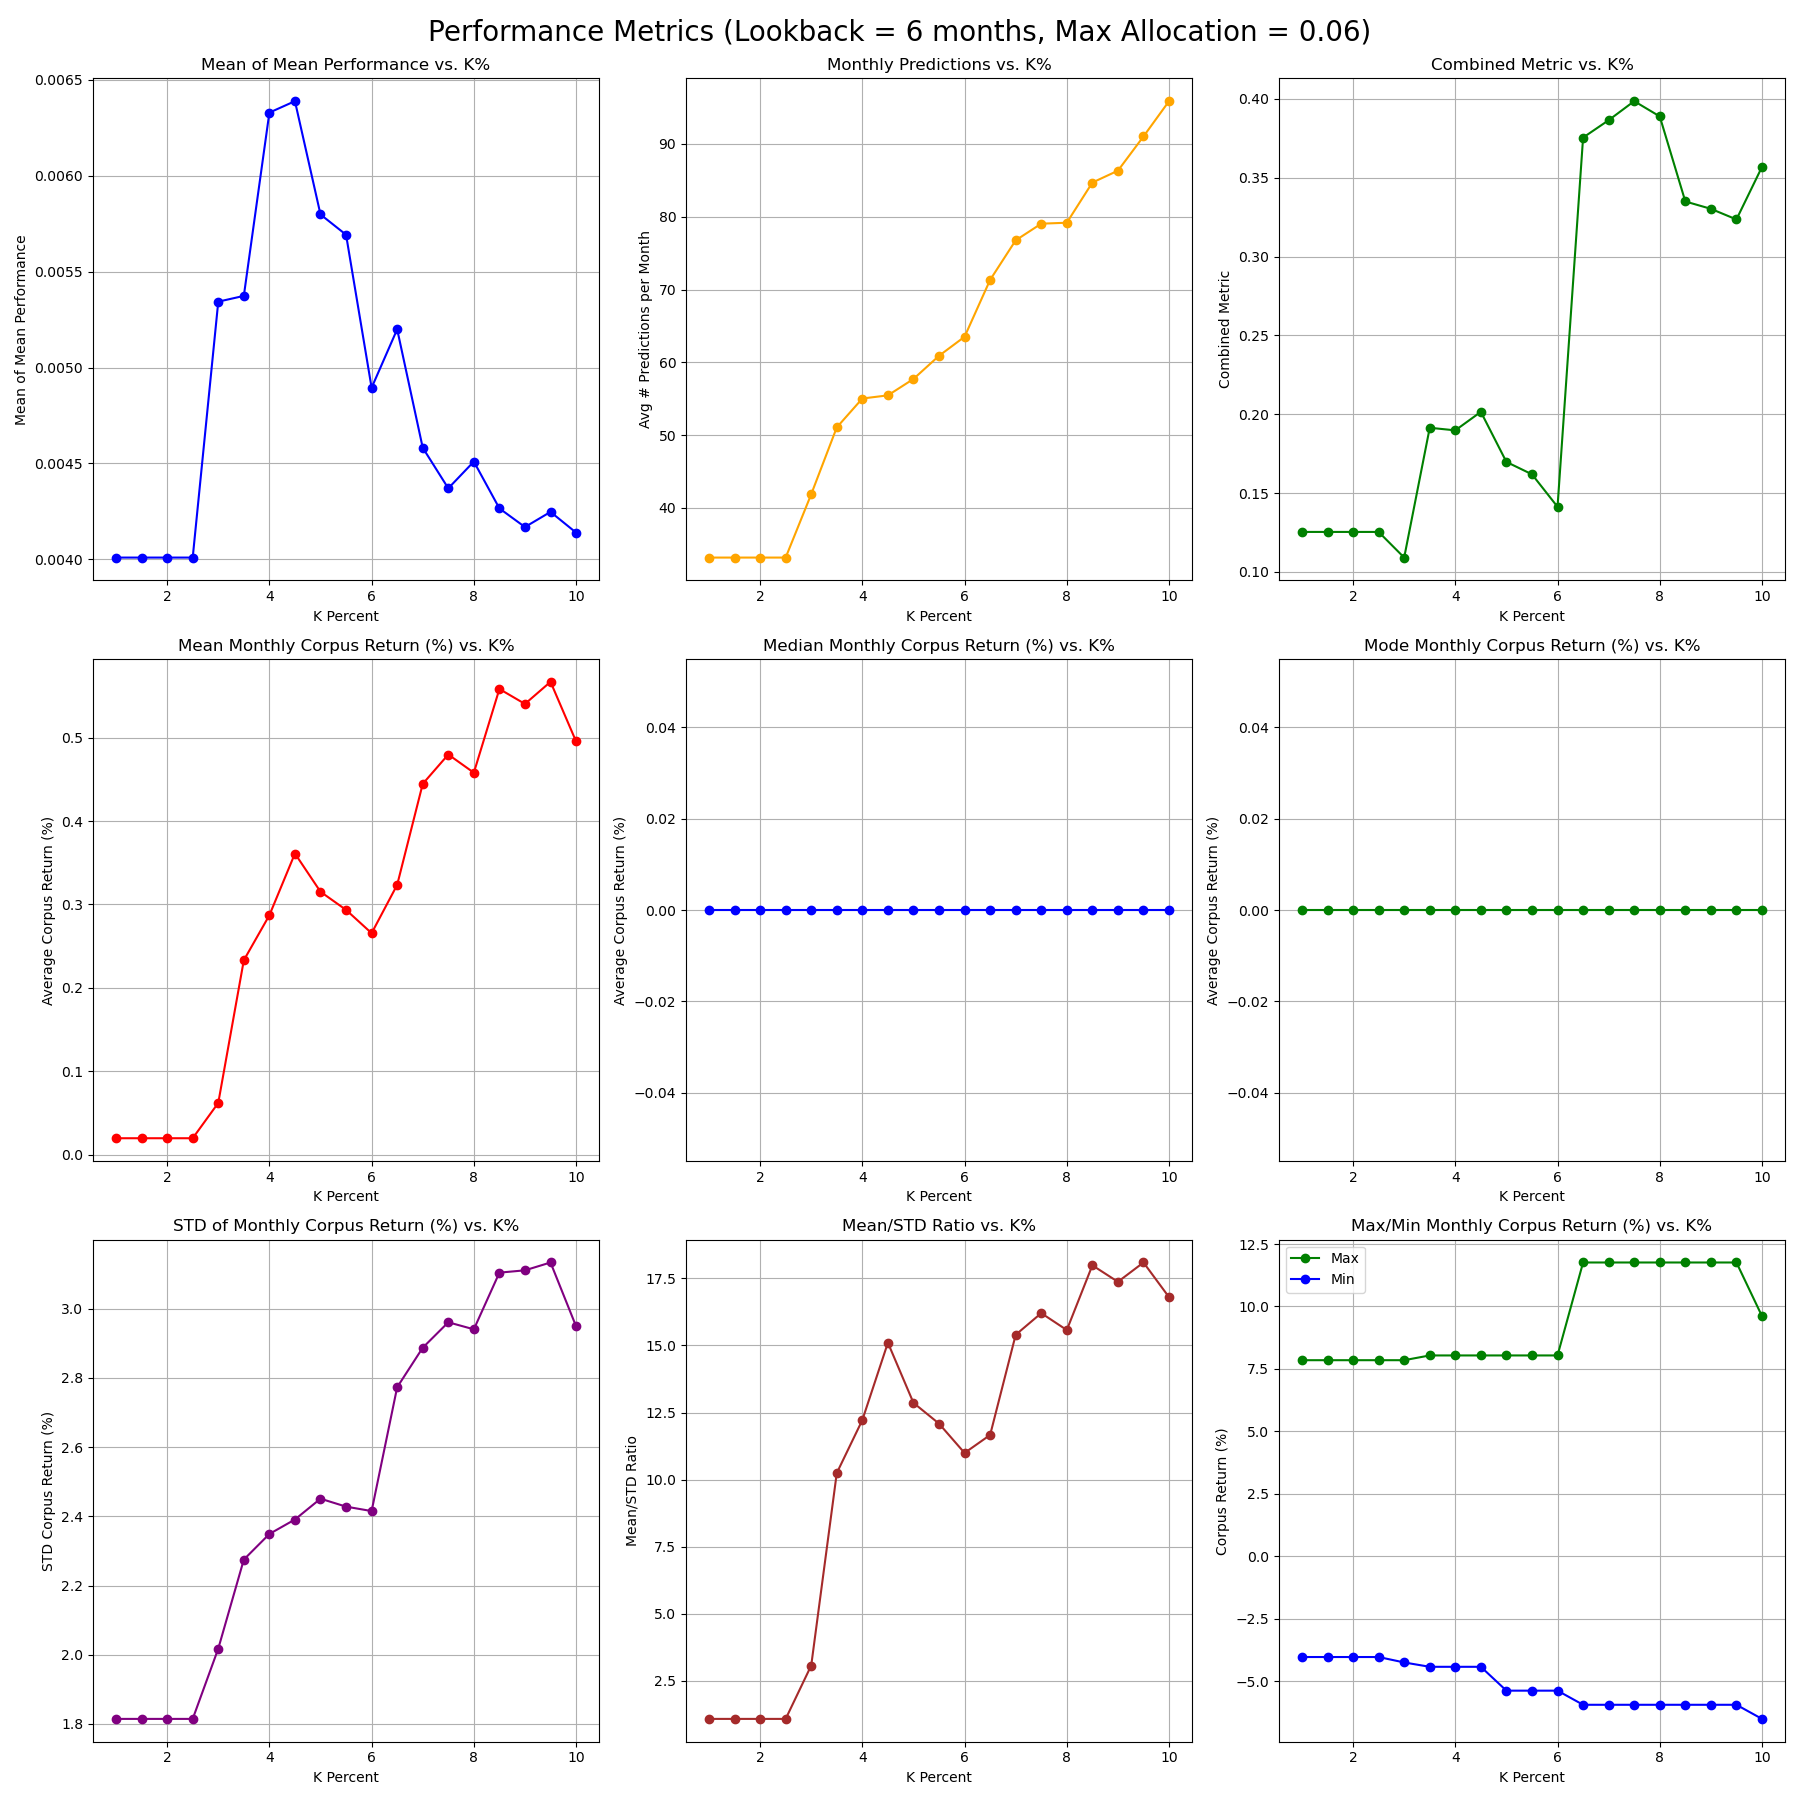 Performance Metrics (Lookback = 6 months, Max Allocation = 0.06)
Mean of Mean Performance vs. K%
Mean of Mean Performance
0.0065
0.0060
0.0055
0.0050
0.0045
0.0040
2 4 6 8 10
K Percent
Monthly Predictions vs. K%
Avg # Predictions per Month
90
80
70
60
50
40
2 4 6 8 10
K Percent
Combined Metric vs. K%
Combined Metric
0.40
0.35
0.30
0.25
0.20
0.15
0.10
2 4 6 8 10
K Percent
Mean Monthly Corpus Return (%) vs. K%
Average Corpus Return (%)
0.5
0.4
0.3
0.2
0.1
0.0
2 4 6 8 10
K Percent
Median Monthly Corpus Return (%) vs. K%
Average Corpus Return (%)
0.04
0.02
0.00
−0.02
−0.04
2 4 6 8 10
K Percent
Mode Monthly Corpus Return (%) vs. K%
Average Corpus Return (%)
0.04
0.02
0.00
−0.02
−0.04
2 4 6 8 10
K Percent
STD of Monthly Corpus Return (%) vs. K%
STD Corpus Return (%)
3.0
2.8
2.6
2.4
2.2
2.0
1.8
2 4 6 8 10
K Percent
Mean/STD Ratio vs. K%
Mean/STD Ratio
17.5
15.0
12.5
10.0
7.5
5.0
2.5
2 4 6 8 10
K Percent
Max/Min Monthly Corpus Return (%) vs. K%
Max
Min
Corpus Return (%)
12.5
10.0
7.5
5.0
2.5
0.0
−2.5
−5.0
2 4 6 8 10
K Percent